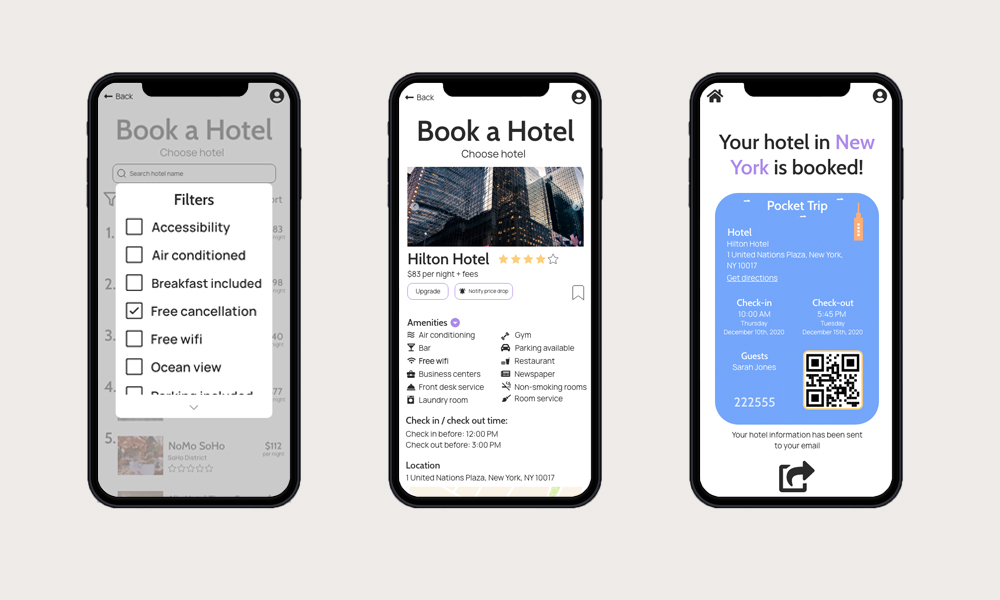 Back
Book a Hotel
Choose hotel
Search hotel name
Filters
Accessibility
Air conditioned
Breakfast included
Free cancellation
Free wifi
Ocean view
1.
2.
3.
4.
5.
83
98
40
77
NoMo SoHo
$112
SoHo District
per night
Back
Book a Hotel
Choose hotel
Hilton Hotel
$83 per night + fees
Upgrade
Notify price drop
Amenities
Air conditioning
Gym
Bar
Parking available
Free wifi
Restaurant
Business centers
Newspaper
Front desk service
Non-smoking rooms
Laundry room
Room service
Check in / check out time:
Check in before: 12:00 PM
Check out before: 3:00 PM
Location
1 United Nations Plaza, New York, NY 10017
Your hotel in New
York is booked!
Pocket Trip
Hotel
Hilton Hotel
1 United Nations Plaza, New York,
NY 10017
Get directions
Check-in
Check-out
10:00 AM
5:45 PM
Thursday
Tuesday
December 10th, 2020
December 15th, 2020
Guests
Sarah Jones
222555
Your hotel information has been sent
to your email